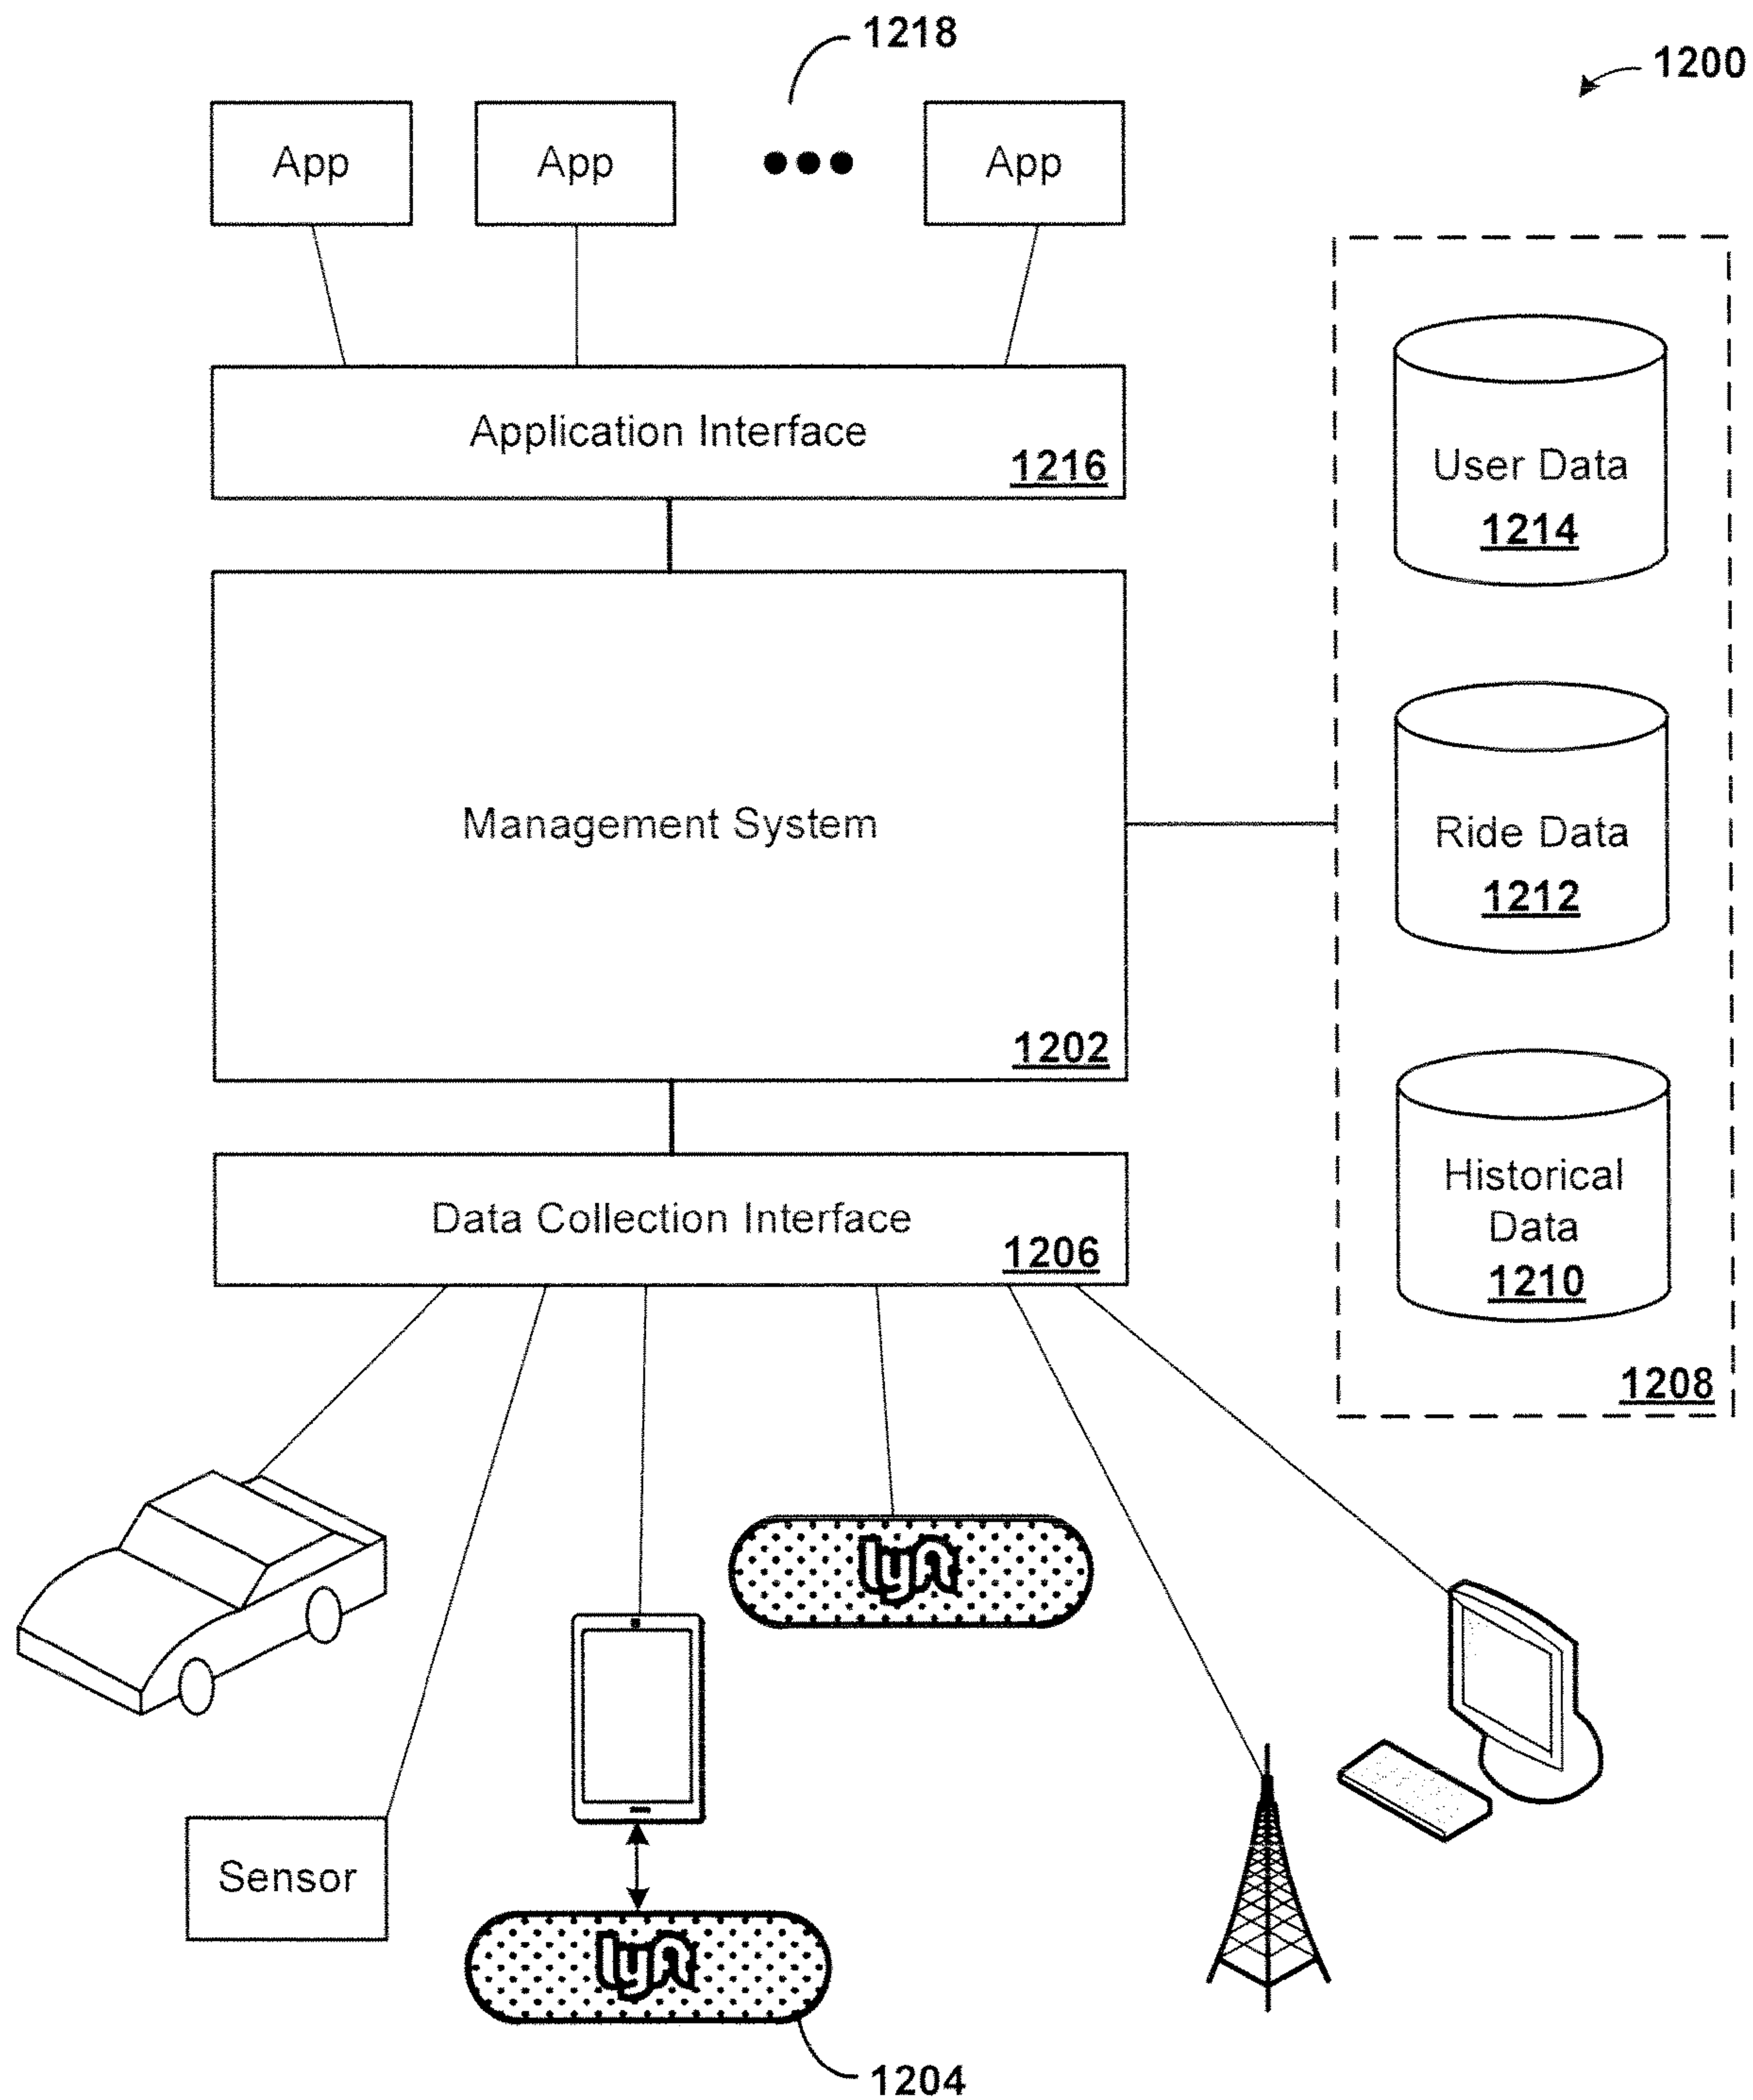 1218
1200
App
App
App
Application Interface
1216
User Data
1214
Management System
1202
Ride Data
1212
Data Collection Interface
1206
Historical
Data
1210
1208
lyft
Sensor
lyft
1204